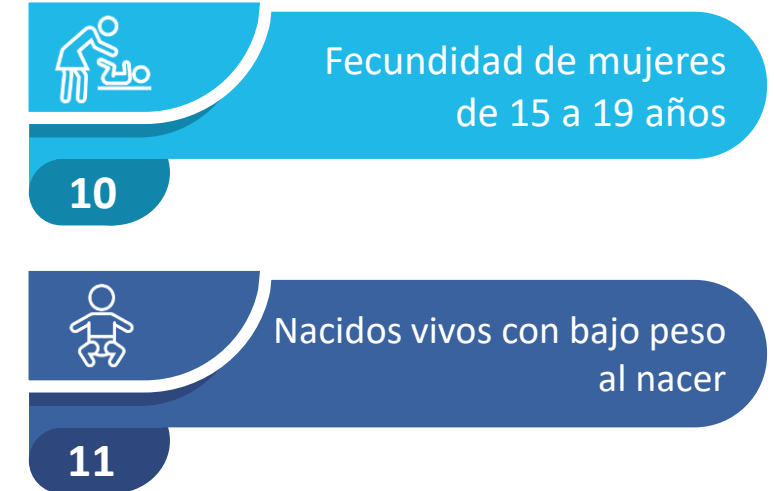 Fecundidad de mujeres
de 15 a 19 años
10
Nacidos vivos con bajo peso
al nacer
11